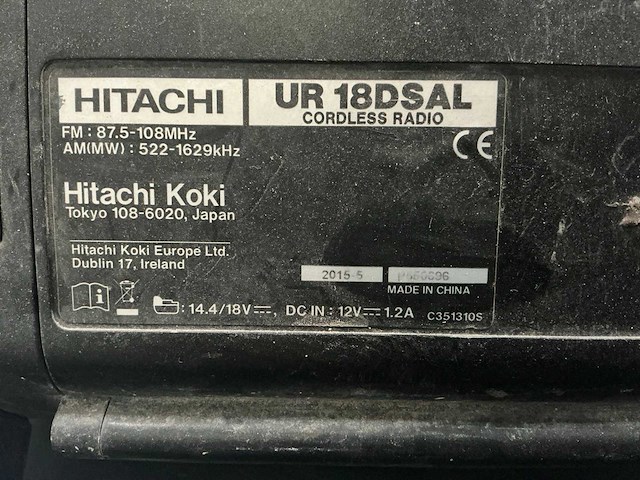 HITACHI
UR 18DSAL
CORDLESS RADIO
FM : 87.5-108MHz
AM(MW) : 522-1629kHz
CE
Hitachi Koki
Tokyo 108-6020, Japan
Hitachi Koki Europe Ltd.
Dublin 17, Ireland
2015-5
MADE IN CHINA
: 14.4/18V⎓, DC IN : 12V⎓1.2A
C351310S